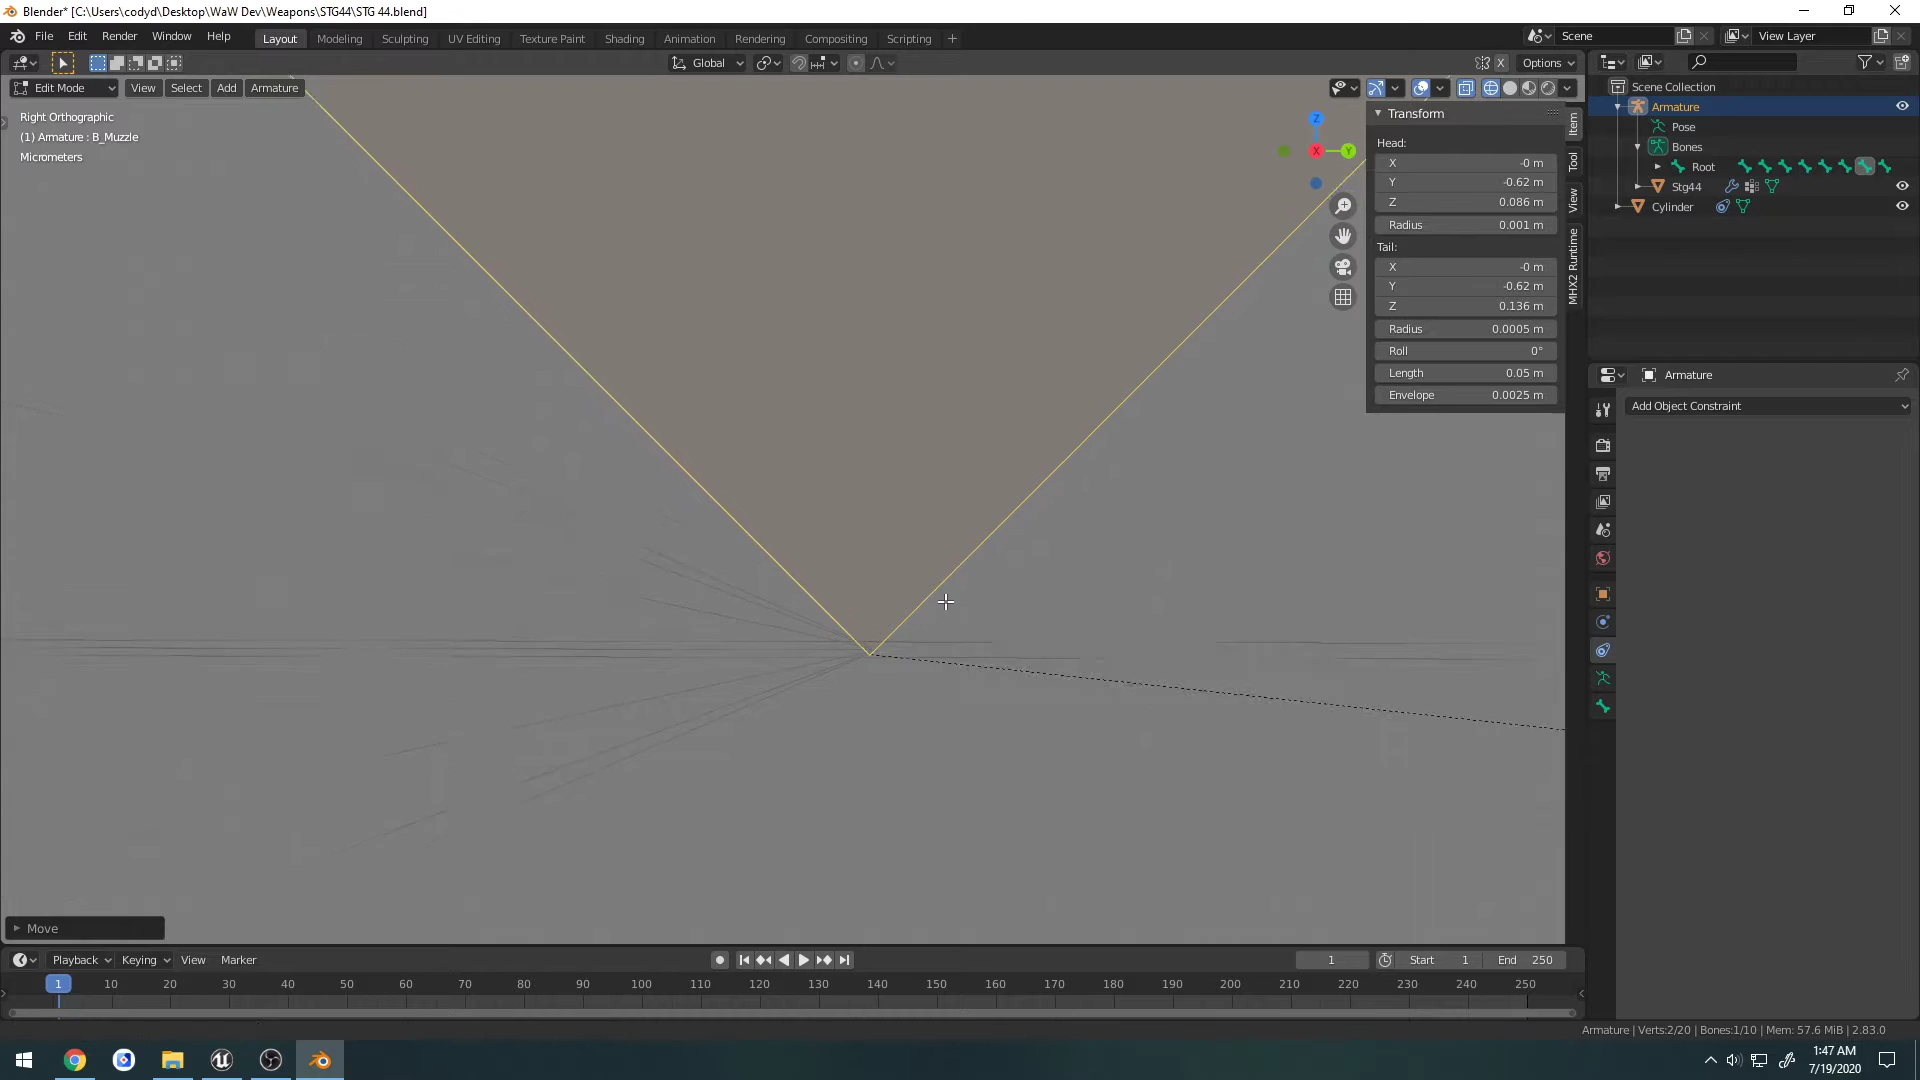 Blender* [C:\Users\codyd\Desktop\WaW Dev\Weapons\STG44\STG 44.blend]
File Edit Render Window Help
Layout Modeling Sculpting UV Editing Texture Paint Shading Animation Rendering Compositing Scripting +
Scene
View Layer
Global
X
Options
Edit Mode View Select Add Armature
Right Orthographic
(1) Armature : B_Muzzle
Micrometers
Z
X
Y
Transform
Head:
X -0 m
Y -0.62 m
Z 0.086 m
Radius 0.001 m
Tail:
X -0 m
Y -0.62 m
Z 0.136 m
Radius 0.0005 m
Roll 0°
Length 0.05 m
Envelope 0.0025 m
Item
Tool
View
MHX2 Runtime
Scene Collection
Armature
Pose
Bones
Root
Stg44
Cylinder
Armature
Add Object Constraint
Move
Playback Keying View Marker
1 Start 1 End 250
1 10 20 30 40 50 60 70 80 90 100 110 120 130 140 150 160 170 180 190 200 210 220 230 240 250
Armature | Verts:2/20 | Bones:1/10 | Mem: 57.6 MiB | 2.83.0
1:47 AM
7/19/2020